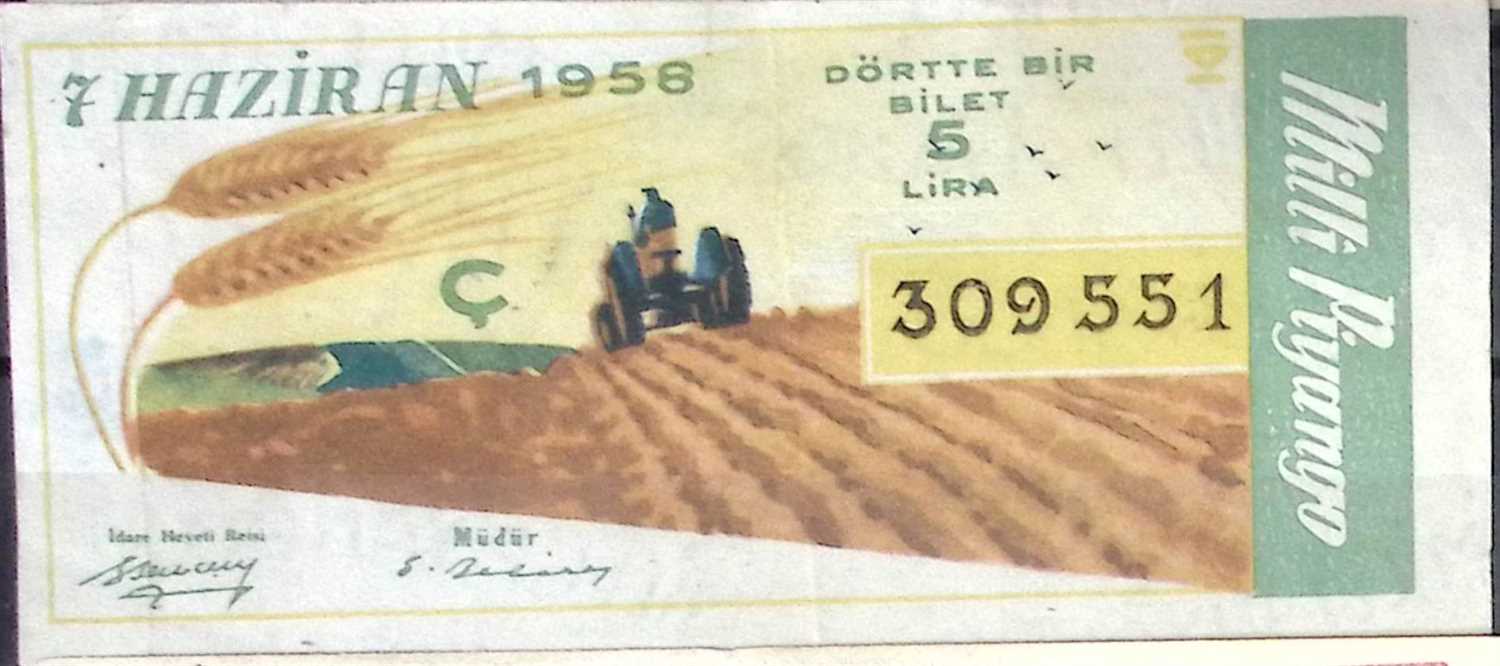 7 HAZİRAN 1958
DÖRTTE BİR
BİLET
5
LİRA
Ç
309551
Milli Piyango
İdare Heyeti Reisi
Müdür